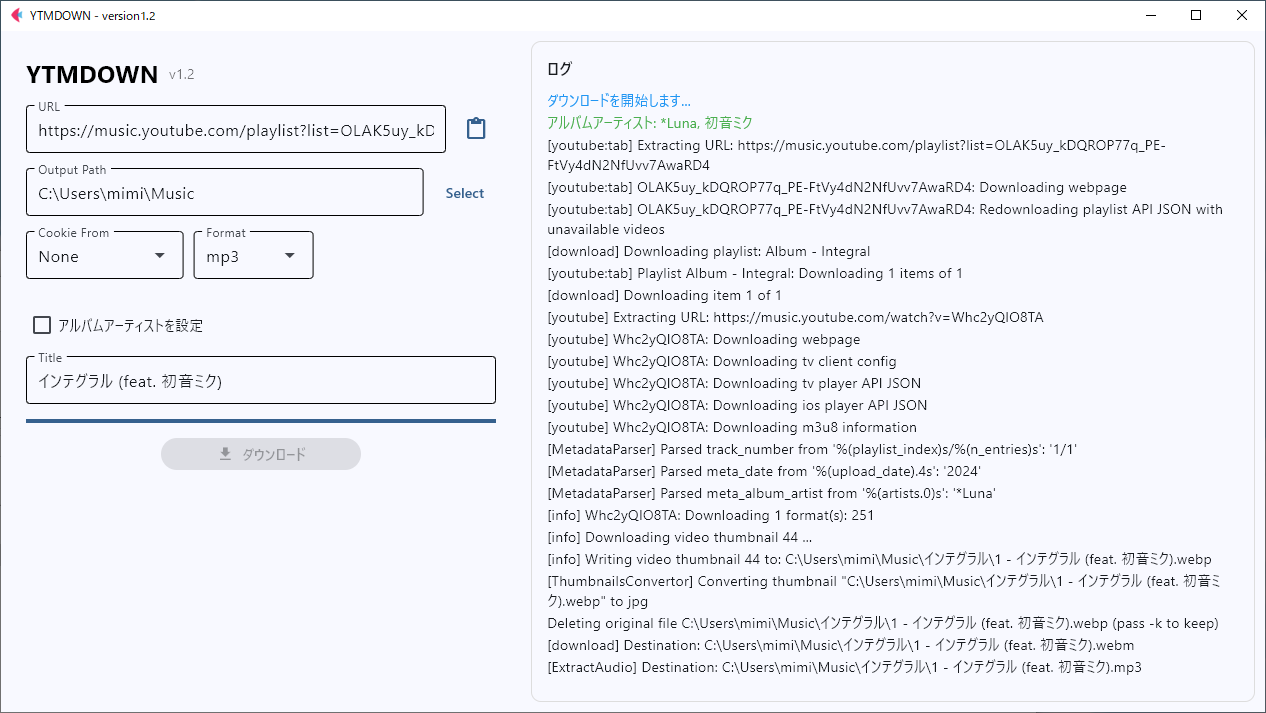 YTMDOWN - version1.2
YTMDOWN v1.2
URL
https://music.youtube.com/playlist?list=OLAK5uy_kD
Output Path
C:\Users\mimi\Music
Select
Cookie From
None
Format
mp3
アルバムアーティストを設定
Title
インテグラル (feat. 初音ミク)
ダウンロード
ログ
ダウンロードを開始します...
アルバムアーティスト: *Luna, 初音ミク
[youtube:tab] Extracting URL: https://music.youtube.com/playlist?list=OLAK5uy_kDQROP77q_PE-
FtVy4dN2NfUvv7AwaRD4
[youtube:tab] OLAK5uy_kDQROP77q_PE-FtVy4dN2NfUvv7AwaRD4: Downloading webpage
[youtube:tab] OLAK5uy_kDQROP77q_PE-FtVy4dN2NfUvv7AwaRD4: Redownloading playlist API JSON with
unavailable videos
[download] Downloading playlist: Album - Integral
[youtube:tab] Playlist Album - Integral: Downloading 1 items of 1
[download] Downloading item 1 of 1
[youtube] Extracting URL: https://music.youtube.com/watch?v=Whc2yQIO8TA
[youtube] Whc2yQIO8TA: Downloading webpage
[youtube] Whc2yQIO8TA: Downloading tv client config
[youtube] Whc2yQIO8TA: Downloading tv player API JSON
[youtube] Whc2yQIO8TA: Downloading ios player API JSON
[youtube] Whc2yQIO8TA: Downloading m3u8 information
[MetadataParser] Parsed track_number from '%(playlist_index)s/%(n_entries)s': '1/1'
[MetadataParser] Parsed meta_date from '%(upload_date).4s': '2024'
[MetadataParser] Parsed meta_album_artist from '%(artists.0)s': '*Luna'
[info] Whc2yQIO8TA: Downloading 1 format(s): 251
[info] Downloading video thumbnail 44 ...
[info] Writing video thumbnail 44 to: C:\Users\mimi\Music\インテグラル\1 - インテグラル (feat. 初音ミク).webp
[ThumbnailsConvertor] Converting thumbnail "C:\Users\mimi\Music\インテグラル\1 - インテグラル (feat. 初音ミ
ク).webp" to jpg
Deleting original file C:\Users\mimi\Music\インテグラル\1 - インテグラル (feat. 初音ミク).webp (pass -k to keep)
[download] Destination: C:\Users\mimi\Music\インテグラル\1 - インテグラル (feat. 初音ミク).webm
[ExtractAudio] Destination: C:\Users\mimi\Music\インテグラル\1 - インテグラル (feat. 初音ミク).mp3